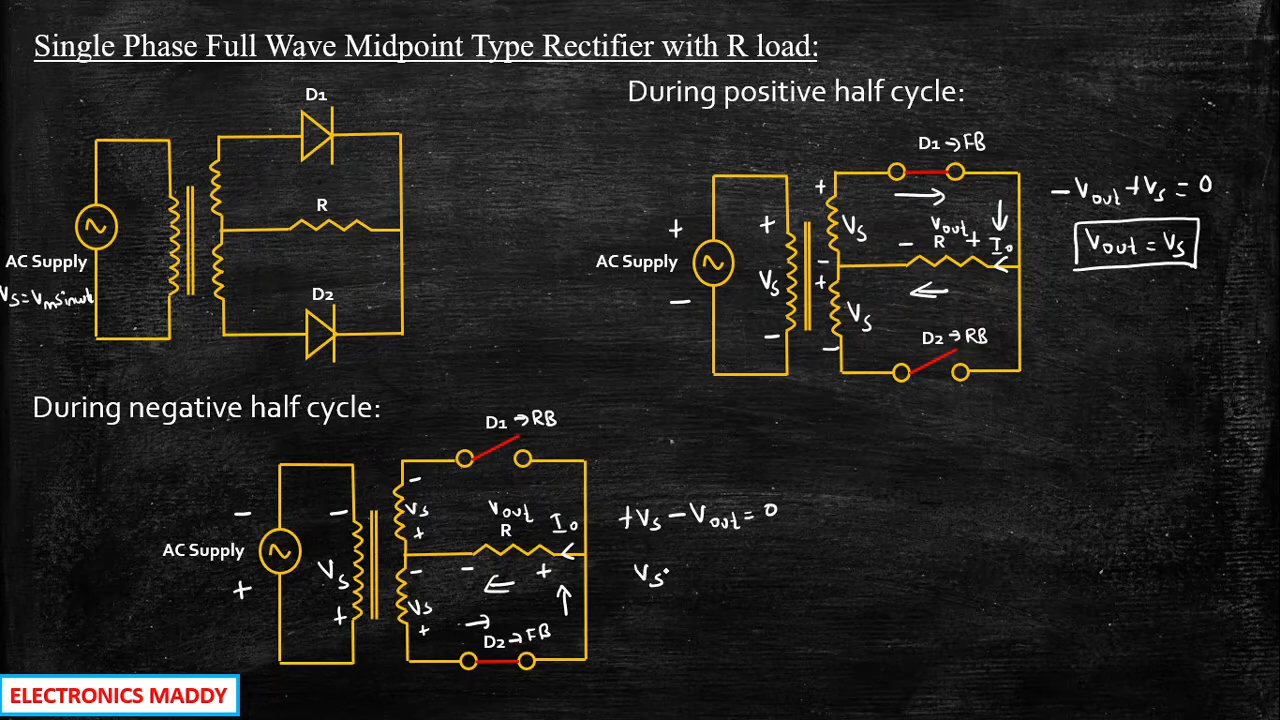 Single Phase Full Wave Midpoint Type Rectifier with R load:
During positive half cycle:
D1
R
AC Supply
Vs=Vmsinwt
D2
D1→FB
+
+
+
AC Supply
Vs
Vs
Vout
- R + Io
-
+
-
-
Vs
-
D2→RB
-Vout+Vs=0
Vout=Vs
During negative half cycle:
D1→RB
-
-
-
AC Supply
Vs
Vs
+
Vout
R
Io
-
- +
+
+
Vs
+
D2→FB
+Vs-Vout=0
Vs
ELECTRONICS MADDY